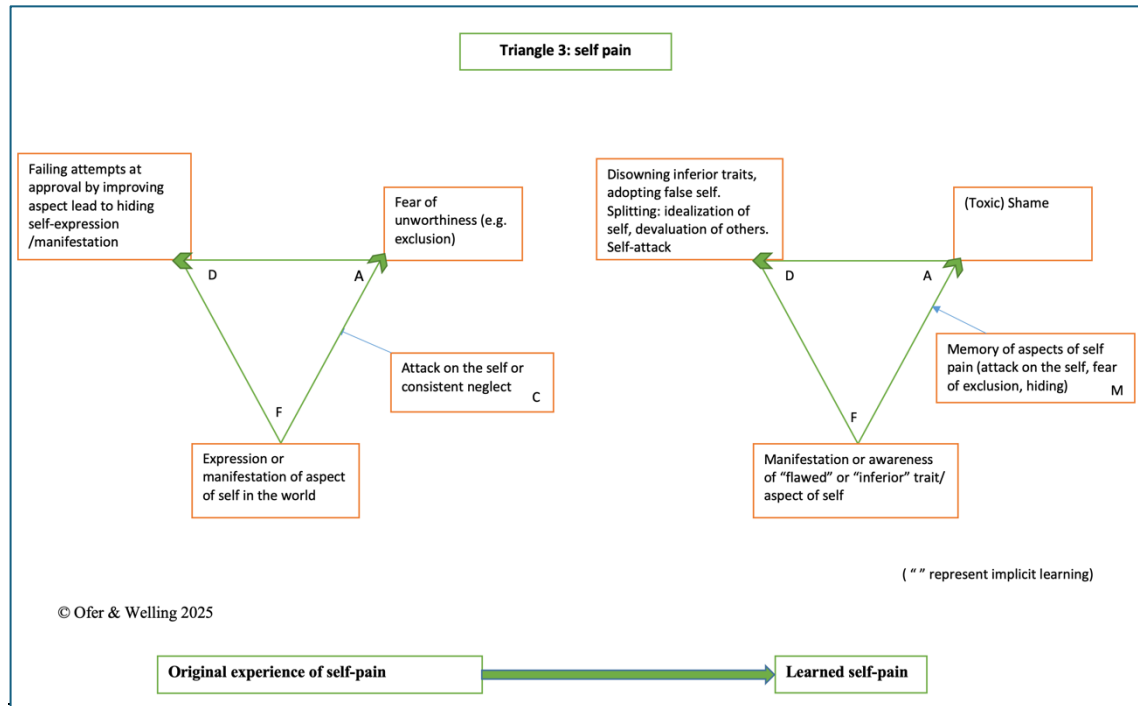 Triangle 3: self pain
Failing attempts at
approval by improving
aspect lead to hiding
self-expression
/manifestation
Fear of
unworthiness (e.g.
exclusion)
D
A
Attack on the self or
consistent neglect
C
F
Expression or
manifestation of aspect
of self in the world
Disowning inferior traits,
adopting false self.
Splitting: idealization of
self, devaluation of others.
Self-attack
(Toxic) Shame
D
A
Memory of aspects of self
pain (attack on the self, fear
of exclusion, hiding)
M
F
Manifestation or awareness
of “flawed” or “inferior” trait/
aspect of self
( “ ” represent implicit learning)
© Ofer & Welling 2025
Original experience of self-pain
Learned self-pain